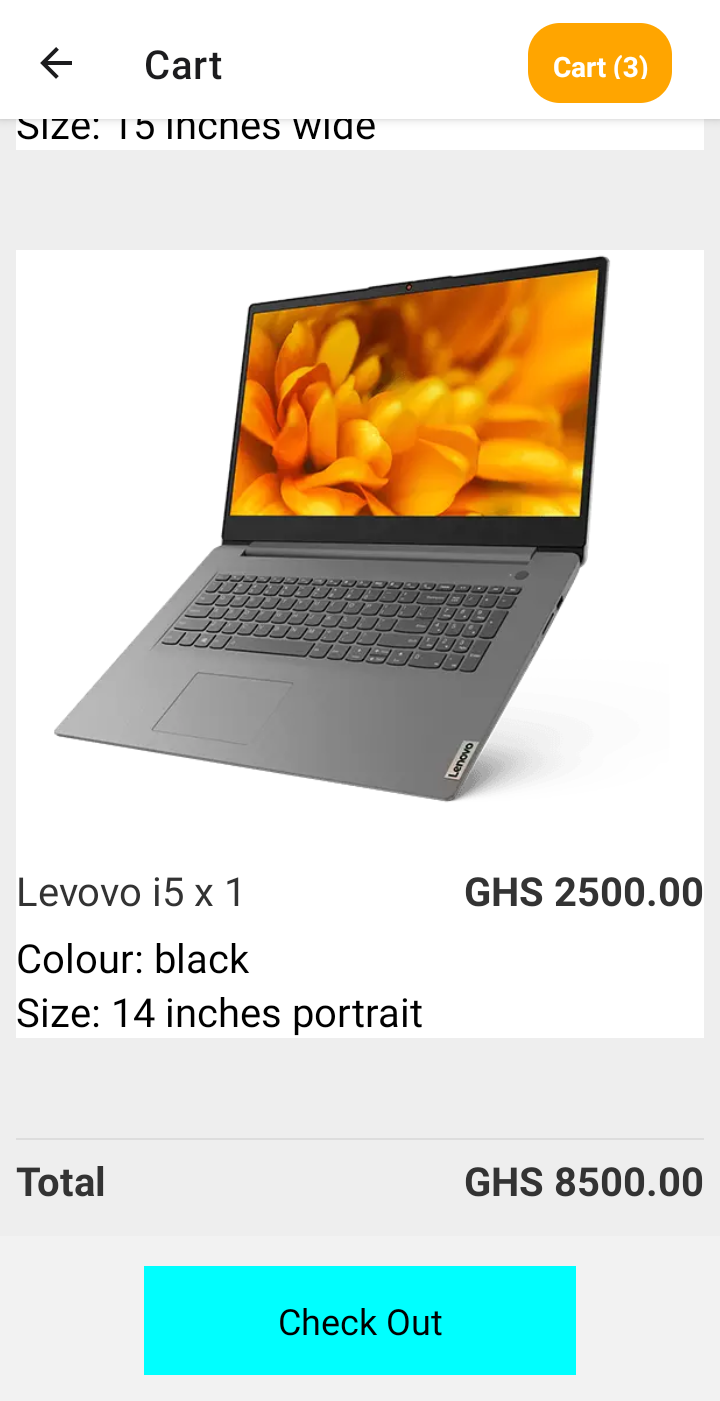 Cart
Cart (3)
Size: 15 inches wide
Lenovo
Levovo i5 x 1
GHS 2500.00
Colour: black
Size: 14 inches portrait
Total
GHS 8500.00
Check Out